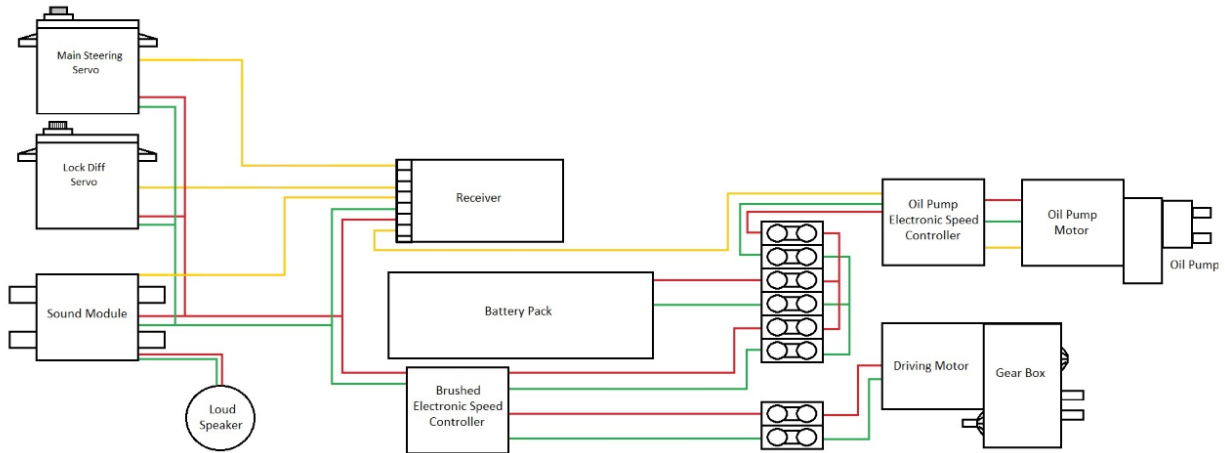 Main Steering
Servo
Lock Diff
Servo
Receiver
Oil Pump
Electronic Speed
Controller
Oil Pump
Motor
Oil Pump
Sound Module
Battery Pack
Driving Motor
Gear Box
Brushed
Electronic Speed
Controller
Loud
Speaker